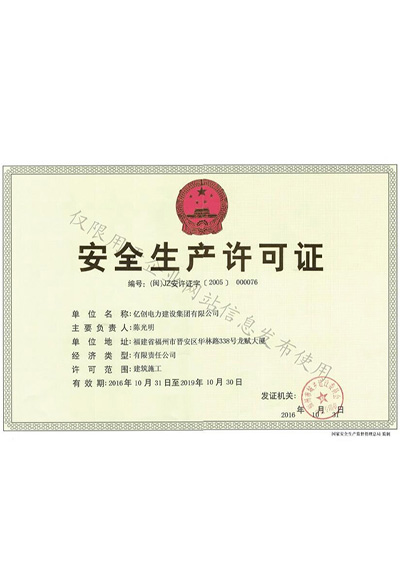 安全生产许可证
编号:(闽)JZ安许证字〔2005〕000076
单位名称:亿创电力建设集团有限公司
主要负责人:陈光明
单位地址:福建省福州市晋安区华林路338号龙赋大厦
经济类型:有限责任公司
许可范围:建筑施工
有效期:2016年10月31日至2019年10月30日
发证机关:
2016年10月31日
国家安全生产监督管理总局 监制
仅限用于企业网站信息发布使用